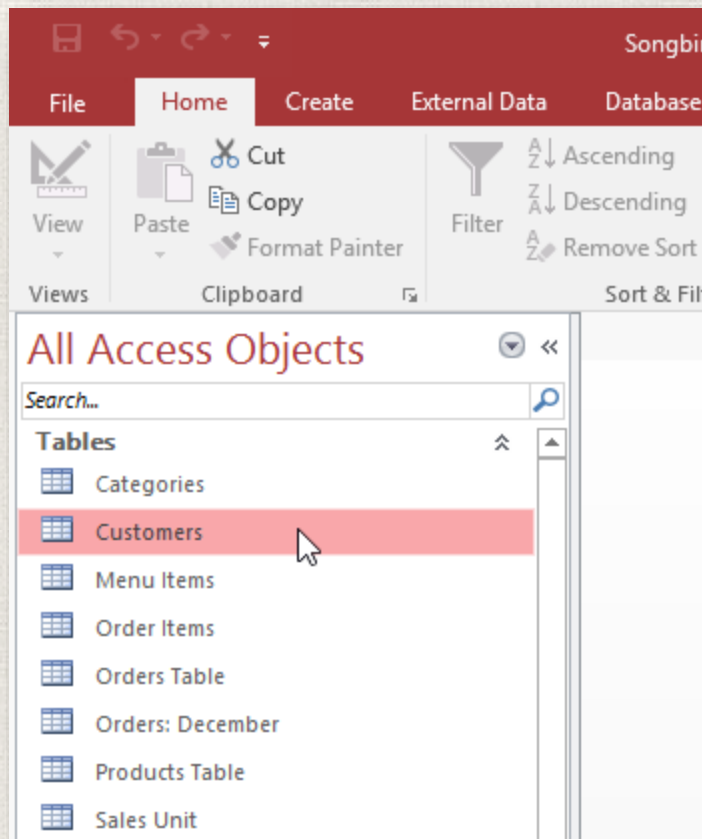 Songbi
File Home Create External Data Database
View
Paste
Cut
Copy
Format Painter
Filter
Ascending
Descending
Remove Sort
Views Clipboard Sort & Fil
All Access Objects
Search...
Tables
Categories
Customers
Menu Items
Order Items
Orders Table
Orders: December
Products Table
Sales Unit